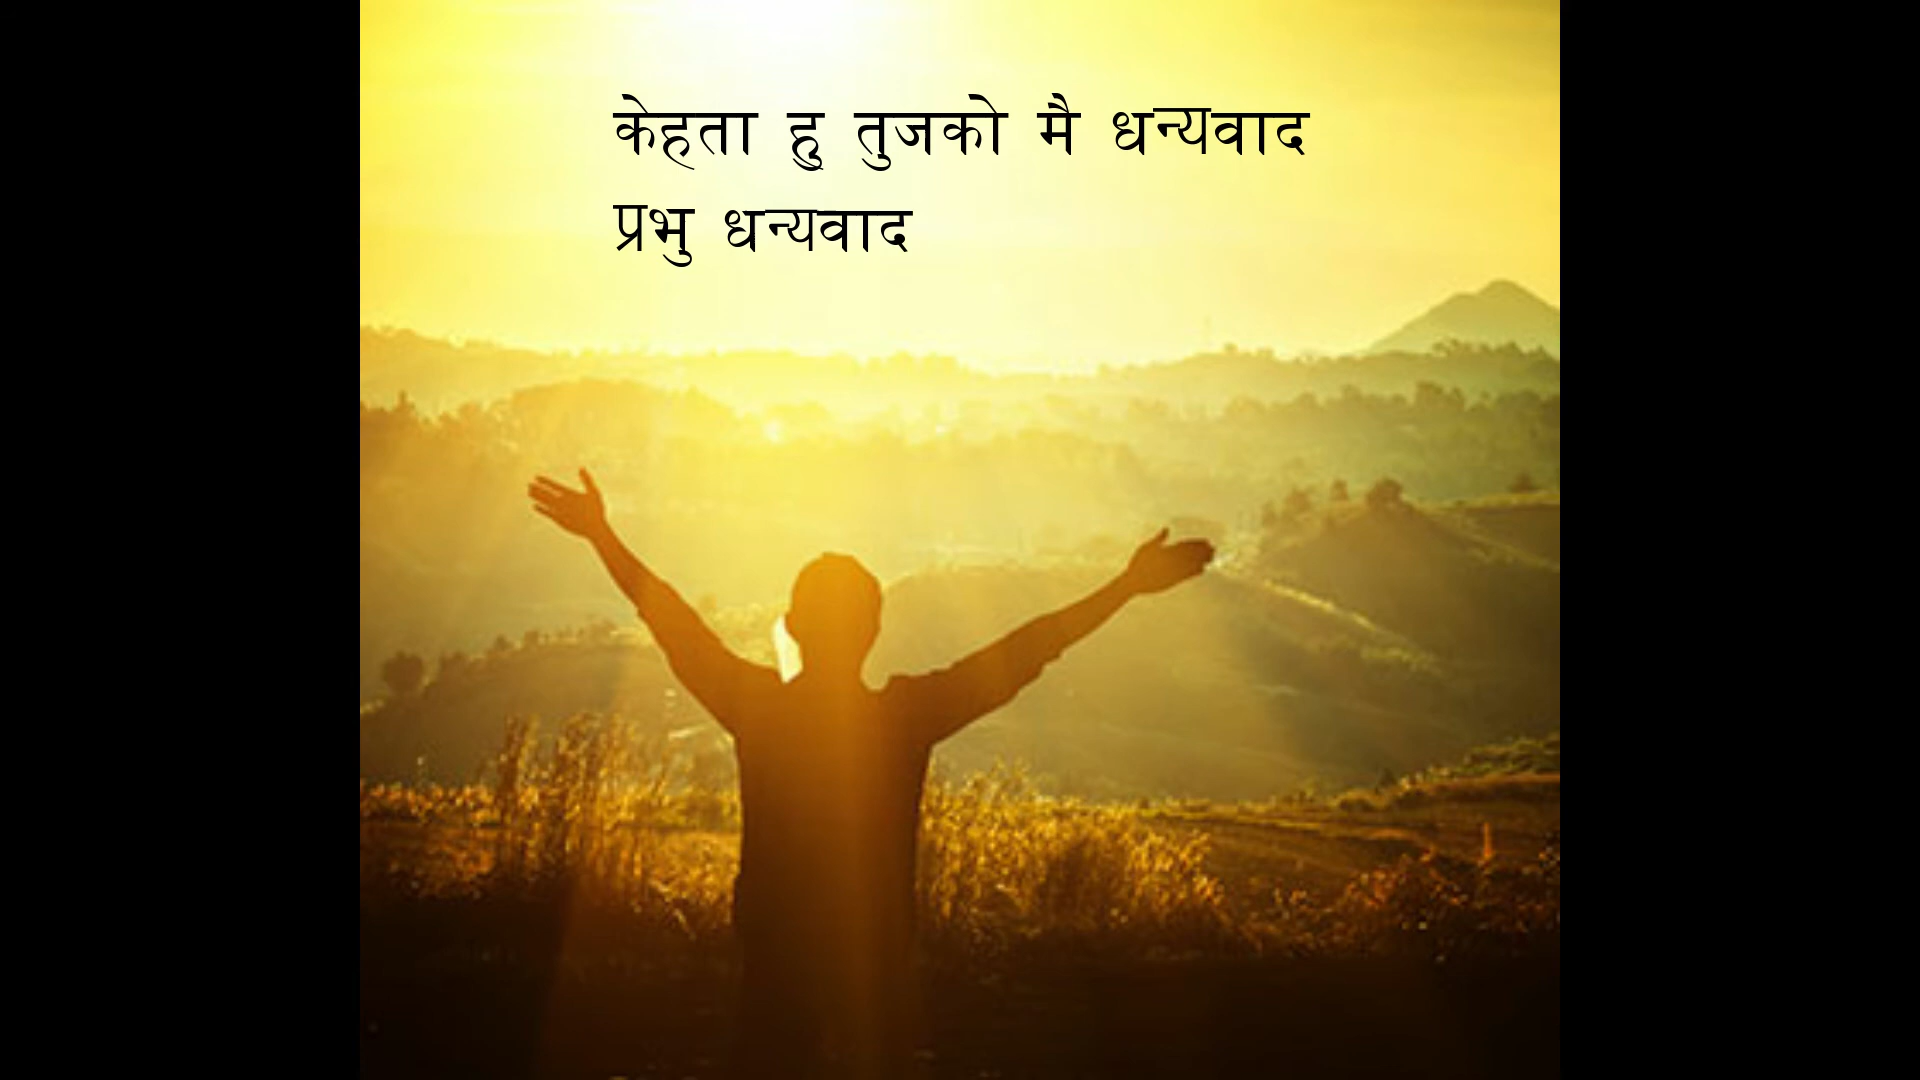 केहता हु तुजको मै धन्यवाद
प्रभु धन्यवाद